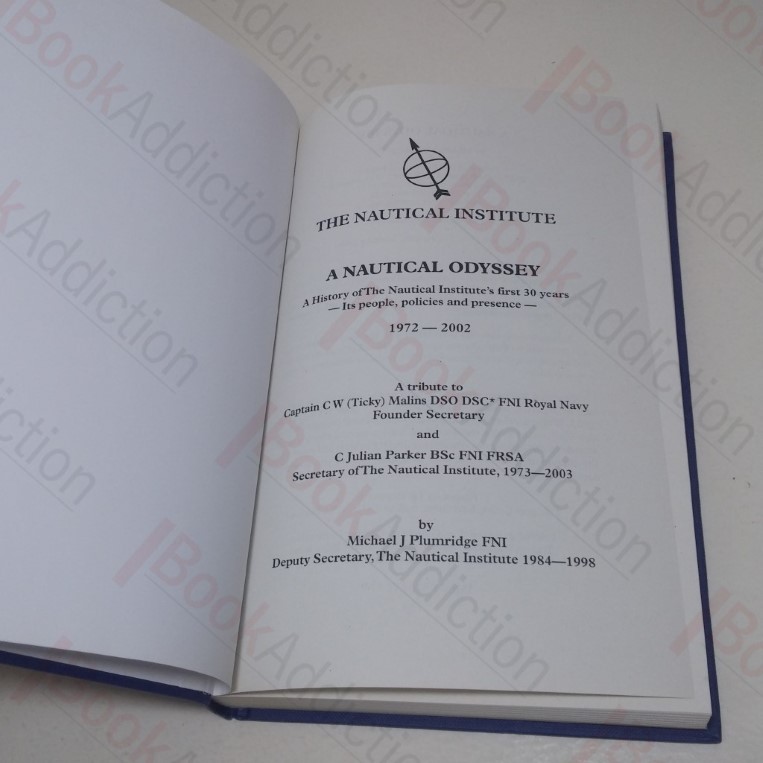 THE NAUTICAL INSTITUTE
A NAUTICAL ODYSSEY
A History of The Nautical Institute's first 30 years
— Its people, policies and presence —
1972 — 2002
A tribute to
Captain C W (Ticky) Malins DSO DSC* FNI Royal Navy
Founder Secretary
and
C Julian Parker BSc FNI FRSA
Secretary of The Nautical Institute, 1973—2003
by
Michael J Plumridge FNI
Deputy Secretary, The Nautical Institute 1984—1998
BookAddiction